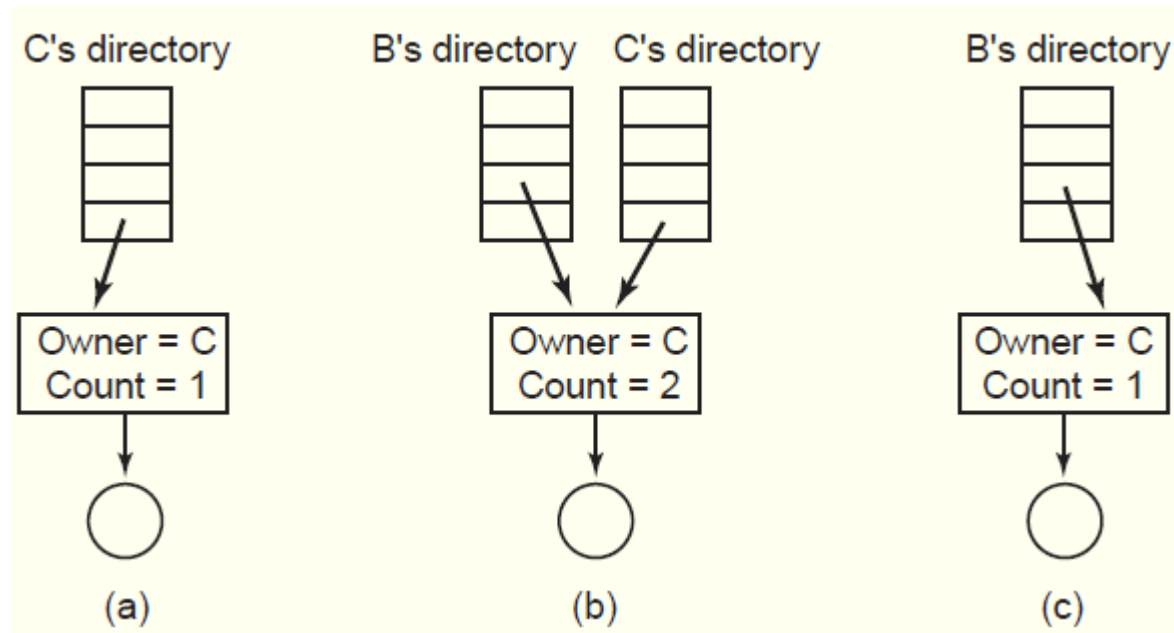 C's directory
B's directory
C's directory
B's directory
Owner = C
Count = 1
Owner = C
Count = 2
Owner = C
Count = 1
(a)
(b)
(c)